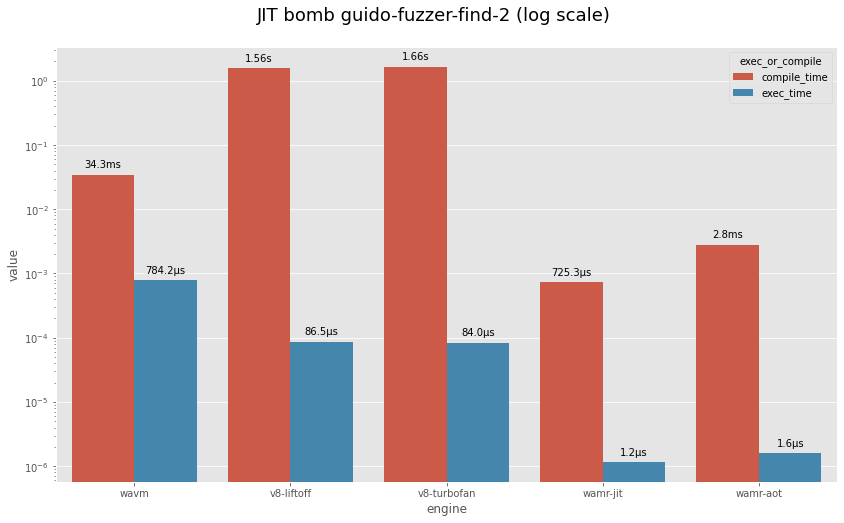 JIT bomb guido-fuzzer-find-2 (log scale)
exec_or_compile
compile_time
exec_time
value
10⁰
10⁻¹
10⁻²
10⁻³
10⁻⁴
10⁻⁵
10⁻⁶
34.3ms
784.2µs
1.56s
86.5µs
1.66s
84.0µs
725.3µs
1.2µs
2.8ms
1.6µs
wavm
v8-liftoff
v8-turbofan
wamr-jit
wamr-aot
engine